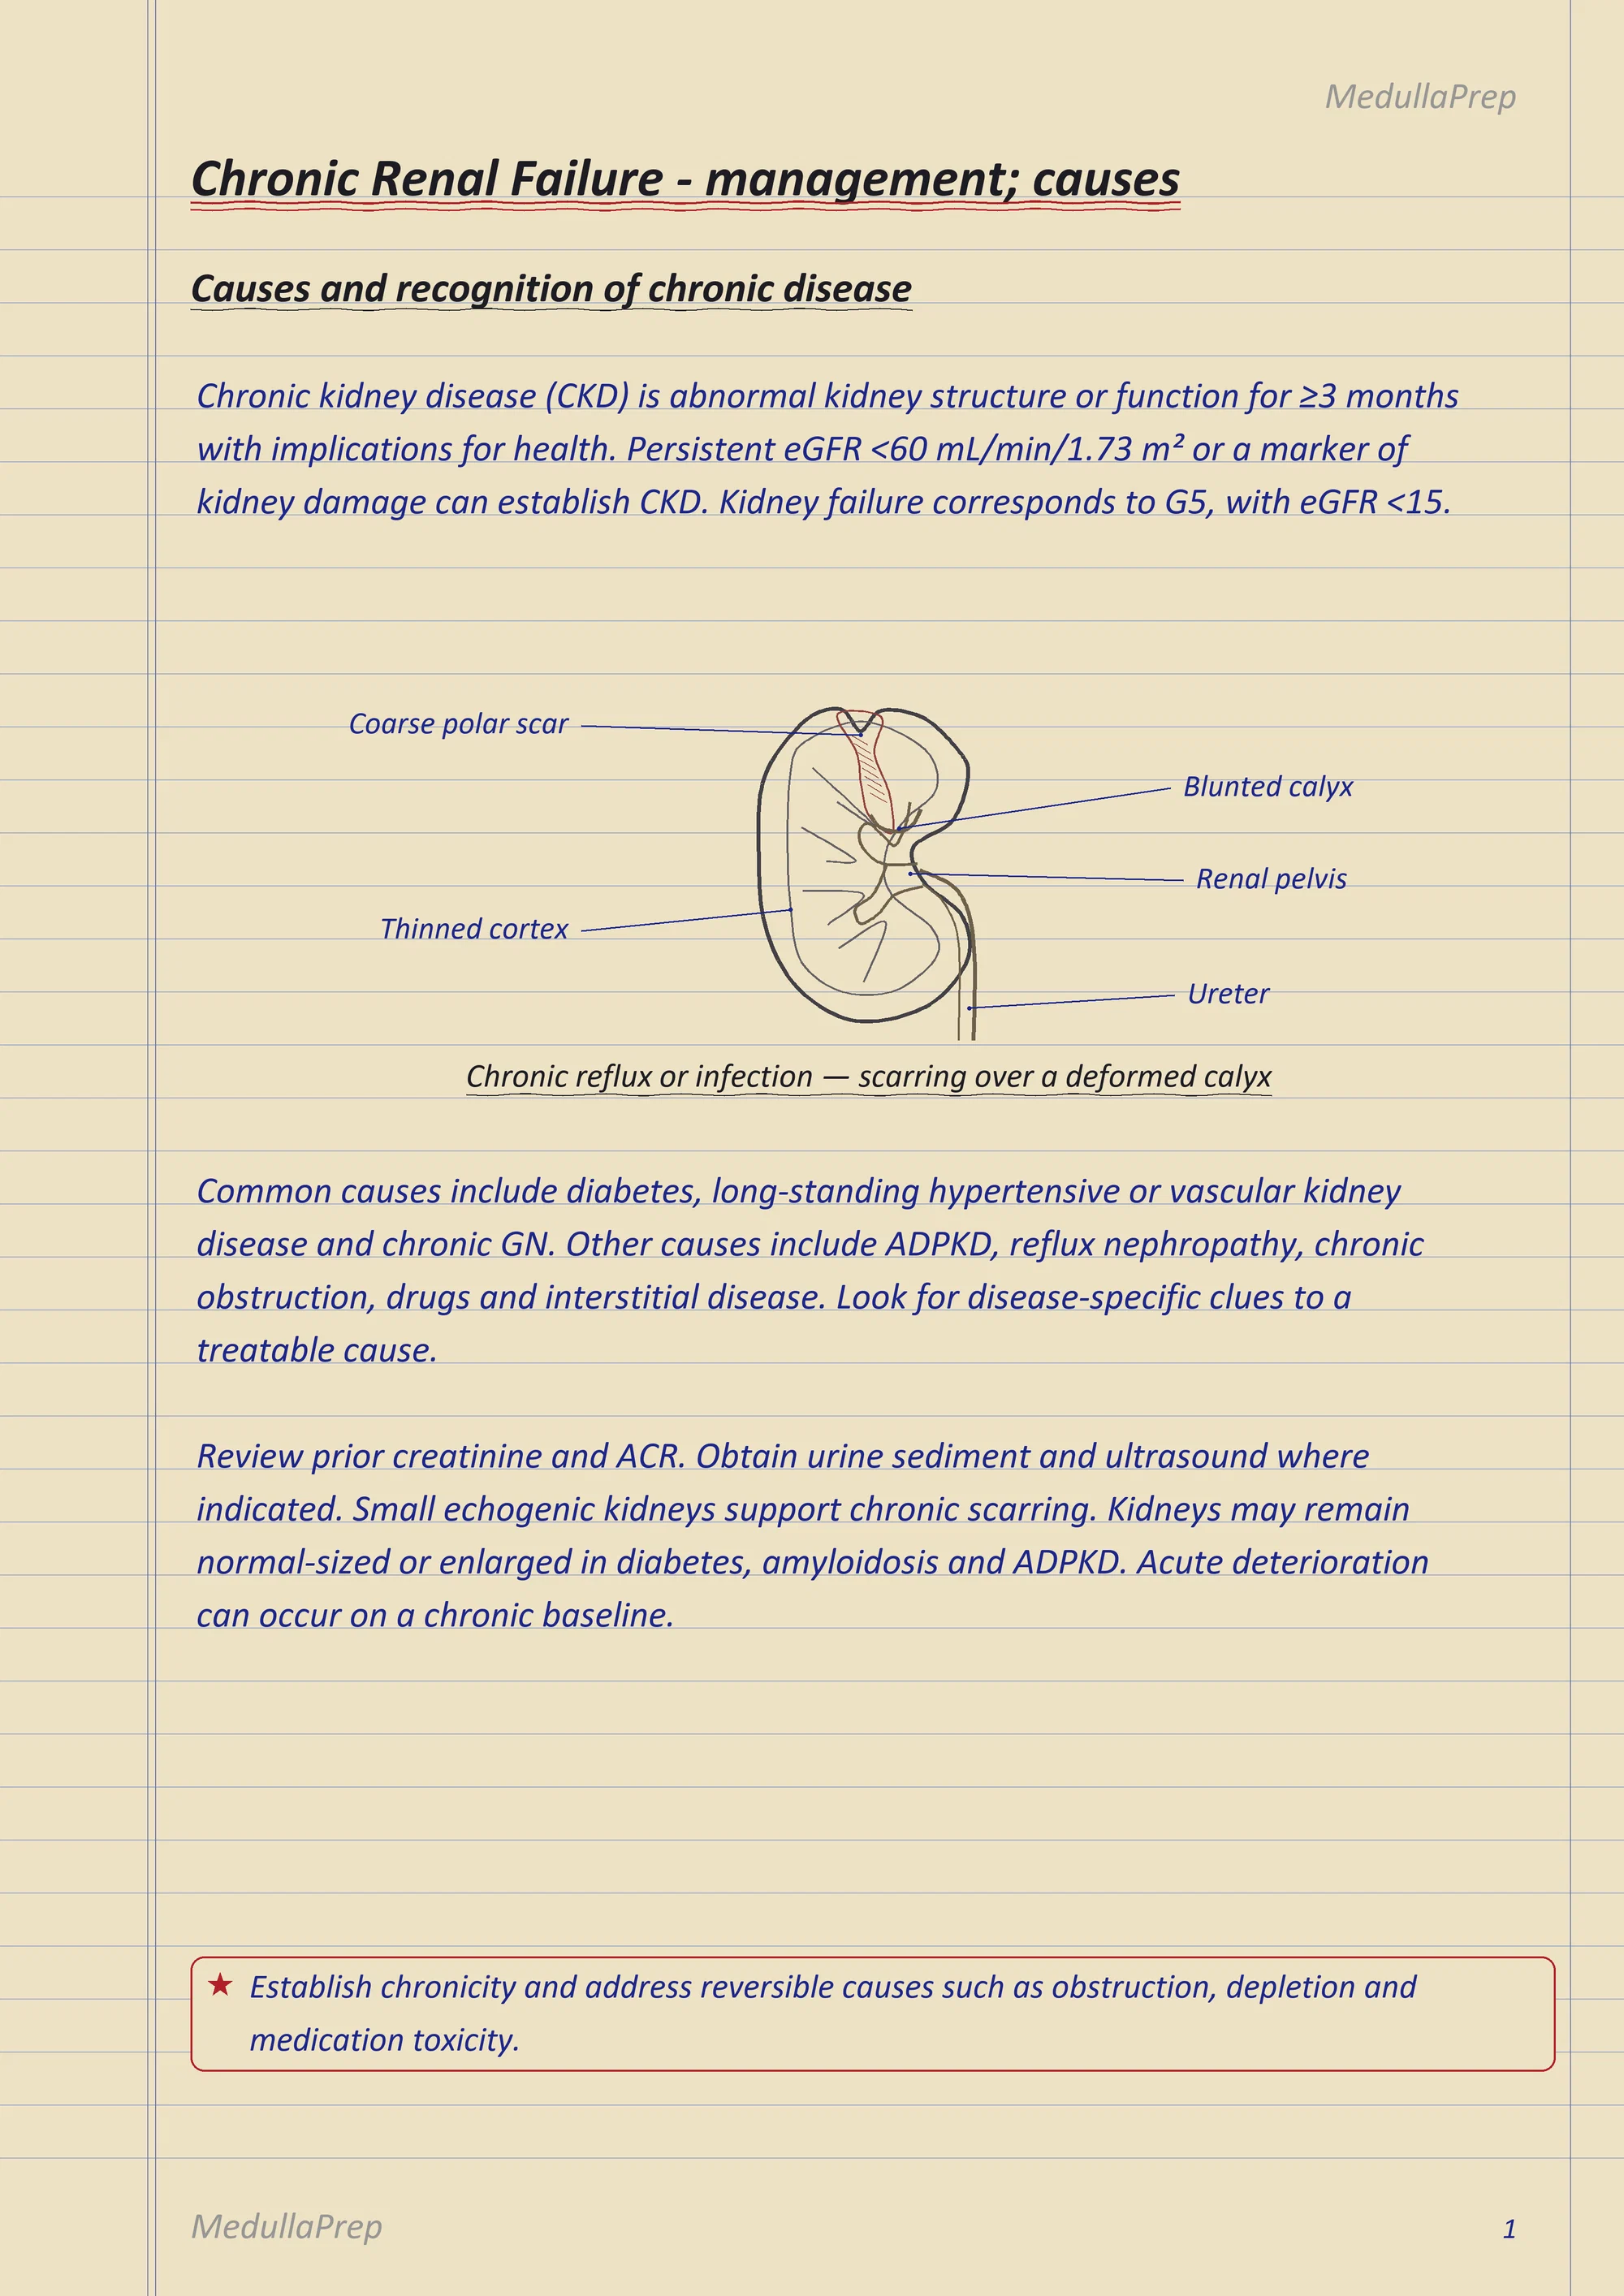 MedullaPrep
Chronic Renal Failure - management; causes
Causes and recognition of chronic disease
Chronic kidney disease (CKD) is abnormal kidney structure or function for ≥3 months
with implications for health. Persistent eGFR <60 mL/min/1.73 m² or a marker of
kidney damage can establish CKD. Kidney failure corresponds to G5, with eGFR <15.
Coarse polar scar
Blunted calyx
Renal pelvis
Thinned cortex
Ureter
Chronic reflux or infection — scarring over a deformed calyx
Common causes include diabetes, long-standing hypertensive or vascular kidney
disease and chronic GN. Other causes include ADPKD, reflux nephropathy, chronic
obstruction, drugs and interstitial disease. Look for disease-specific clues to a
treatable cause.
Review prior creatinine and ACR. Obtain urine sediment and ultrasound where
indicated. Small echogenic kidneys support chronic scarring. Kidneys may remain
normal-sized or enlarged in diabetes, amyloidosis and ADPKD. Acute deterioration
can occur on a chronic baseline.
★ Establish chronicity and address reversible causes such as obstruction, depletion and
medication toxicity.
MedullaPrep
1